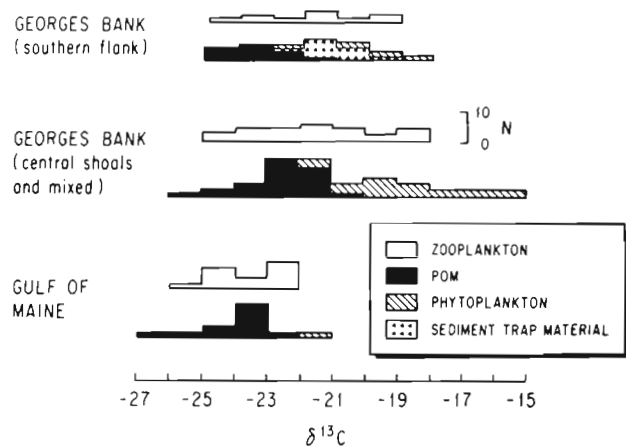 GEORGES BANK
(southern flank)
GEORGES BANK
(central shoals
and mixed)
10
N
0
GULF OF
MAINE
ZOOPLANKTON
POM
PHYTOPLANKTON
SEDIMENT TRAP MATERIAL
-27 -25 -23 -21 -19 -17 -15
δ¹³C